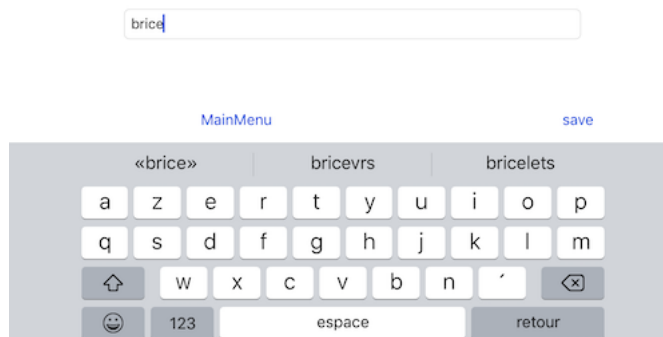 brice
MainMenu save
«brice» bricevrs bricelets
a z e r t y u i o p
q s d f g h j k l m
w x c v b n ´
123 espace retour